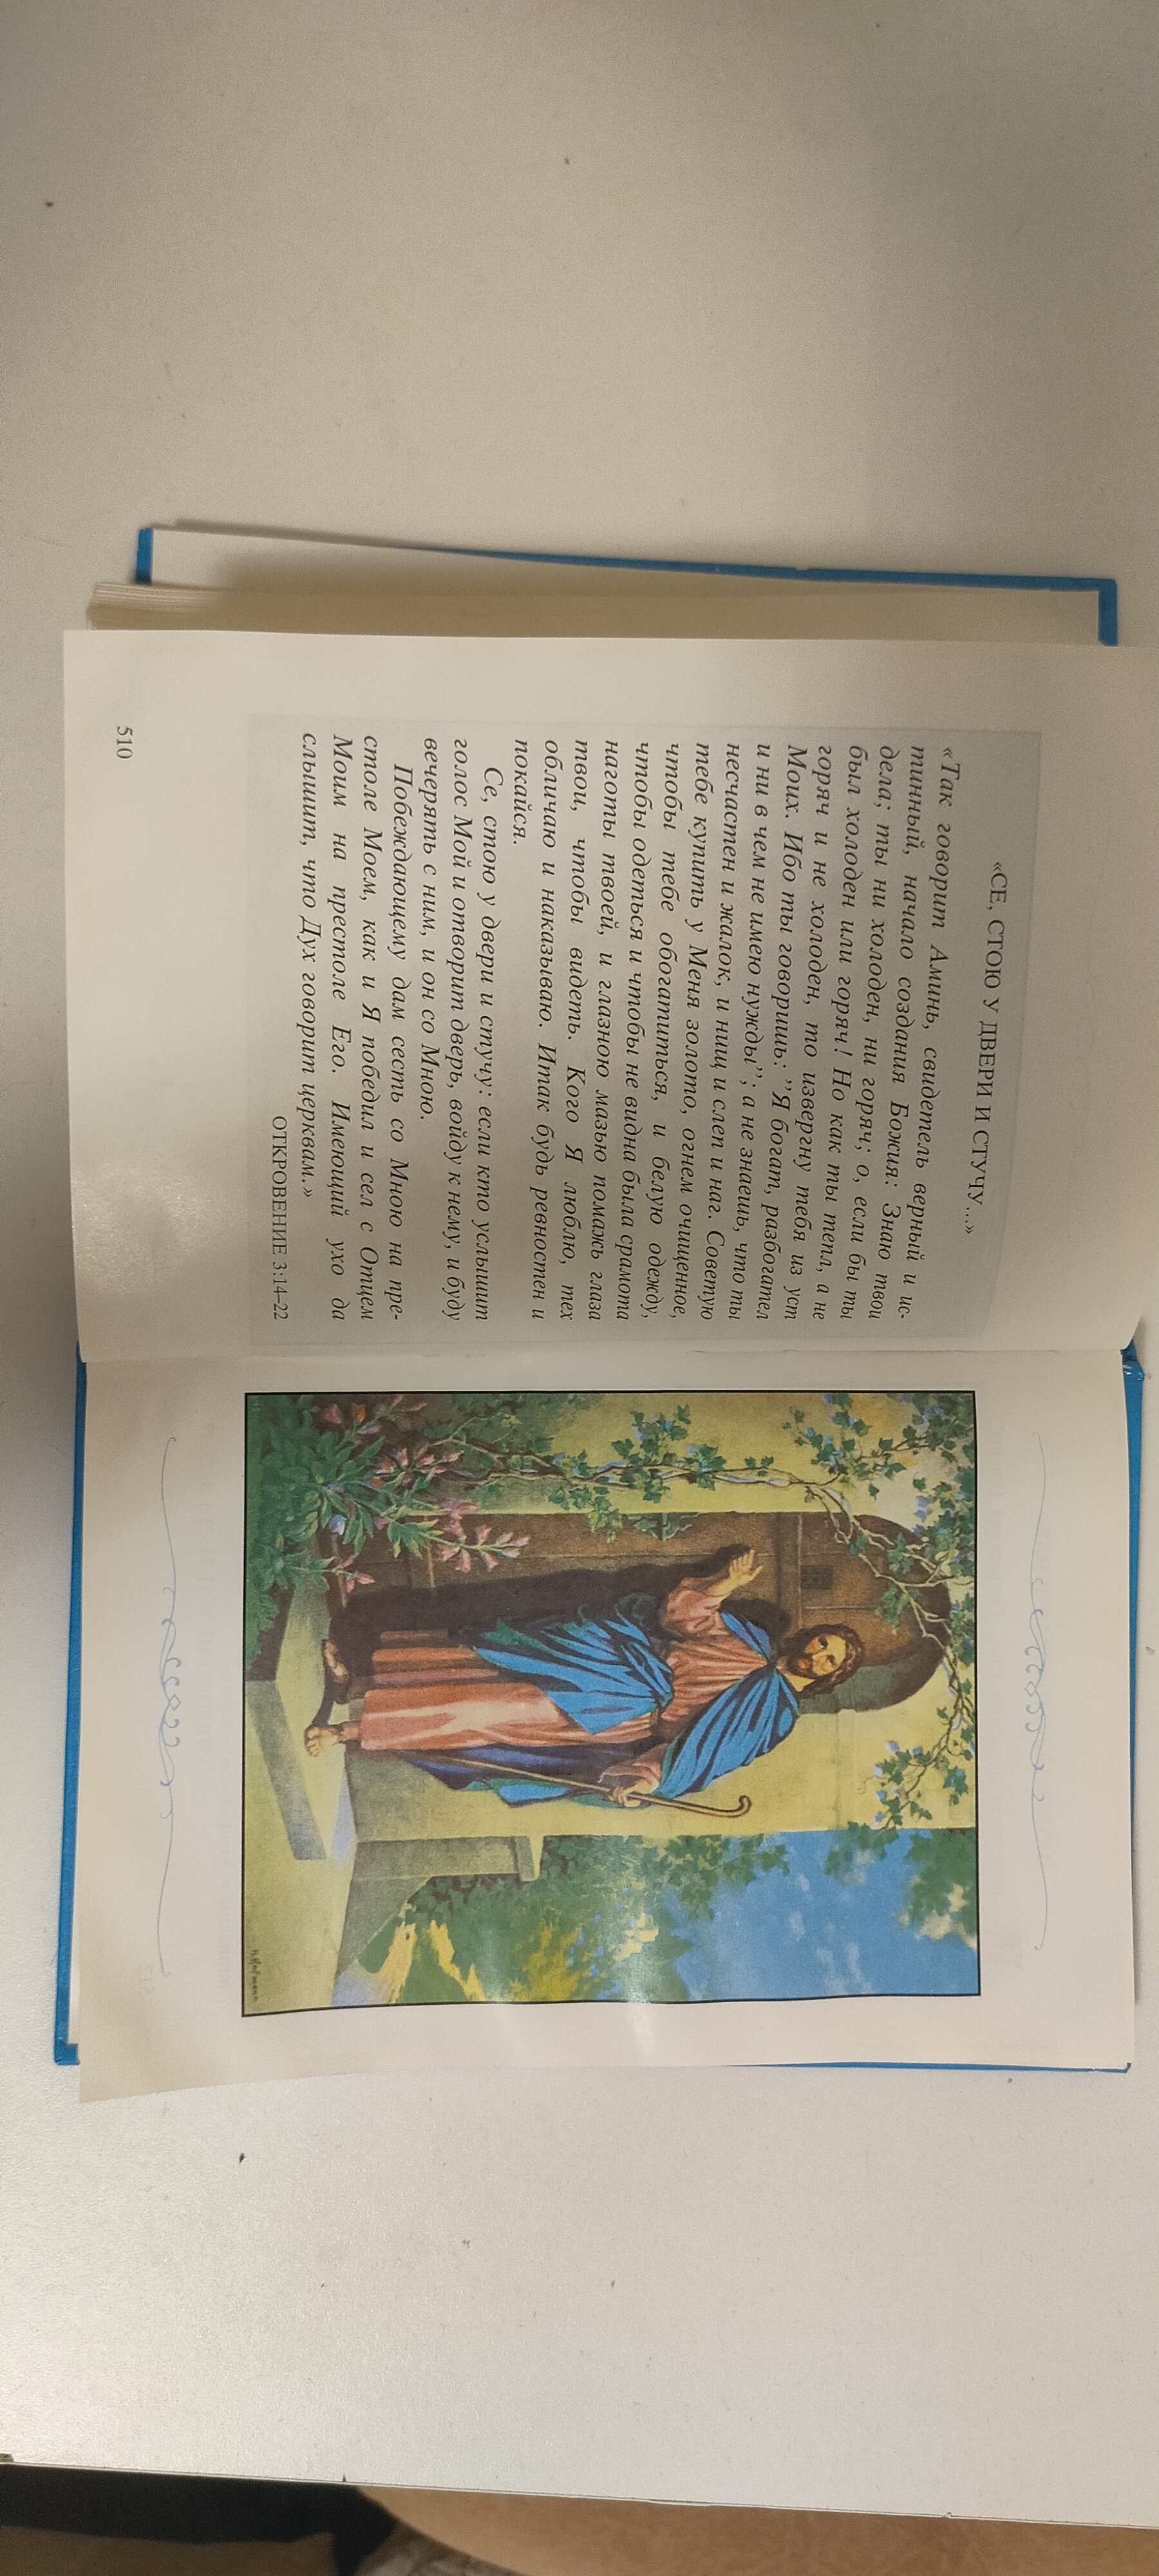 «СЕ, СТОЮ У ДВЕРИ И СТУЧУ...»
«Так говорит Аминь, свидетель верный и ис-
тинный, начало создания Божия: Знаю твои
дела; ты ни холоден, ни горяч; о, если бы ты
был холоден или горяч! Но как ты тепл, а не
горяч и не холоден, то извергну тебя из уст
Моих. Ибо ты говоришь: "Я богат, разбогател
и ни в чем не имею нужды"; а не знаешь, что ты
несчастен и жалок, и нищ и слеп и наг. Советую
тебе купить у Меня золото, огнем очищенное,
чтобы тебе обогатиться, и белую одежду,
чтобы одеться и чтобы не видна была срамота
наготы твоей, и глазною мазью помажь глаза
твои, чтобы видеть. Кого Я люблю, тех
обличаю и наказываю. Итак будь ревностен и
покайся.
Се, стою у двери и стучу: если кто услышит
голос Мой и отворит дверь, войду к нему, и буду
вечерять с ним, и он со Мною.
Побеждающему дам сесть со Мною на пре-
столе Моем, как и Я победил и сел с Отцем
Моим на престоле Его. Имеющий ухо да
слышит, что Дух говорит церквам.»
ОТКРОВЕНИЕ 3:14–22
510